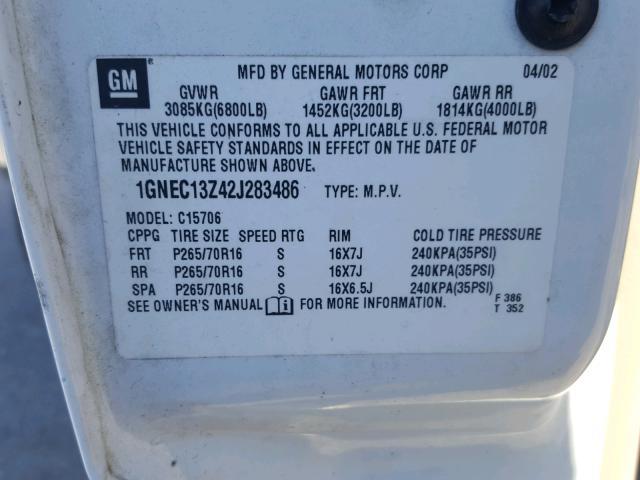 GM ® MFD BY GENERAL MOTORS CORP 04/02
GVWR GAWR FRT GAWR RR
3085KG(6800LB) 1452KG(3200LB) 1814KG(4000LB)
THIS VEHICLE CONFORMS TO ALL APPLICABLE U.S. FEDERAL MOTOR
VEHICLE SAFETY STANDARDS IN EFFECT ON THE DATE OF
MANUFACTURE SHOWN ABOVE.
1GNEC13Z42J283486 TYPE: M.P.V.
MODEL: C15706
CPPG TIRE SIZE SPEED RTG RIM COLD TIRE PRESSURE
FRT P265/70R16 S 16X7J 240KPA(35PSI)
RR P265/70R16 S 16X7J 240KPA(35PSI)
SPA P265/70R16 S 16X6.5J 240KPA(35PSI)
SEE OWNER'S MANUAL i FOR MORE INFORMATION.
F 386
T 352